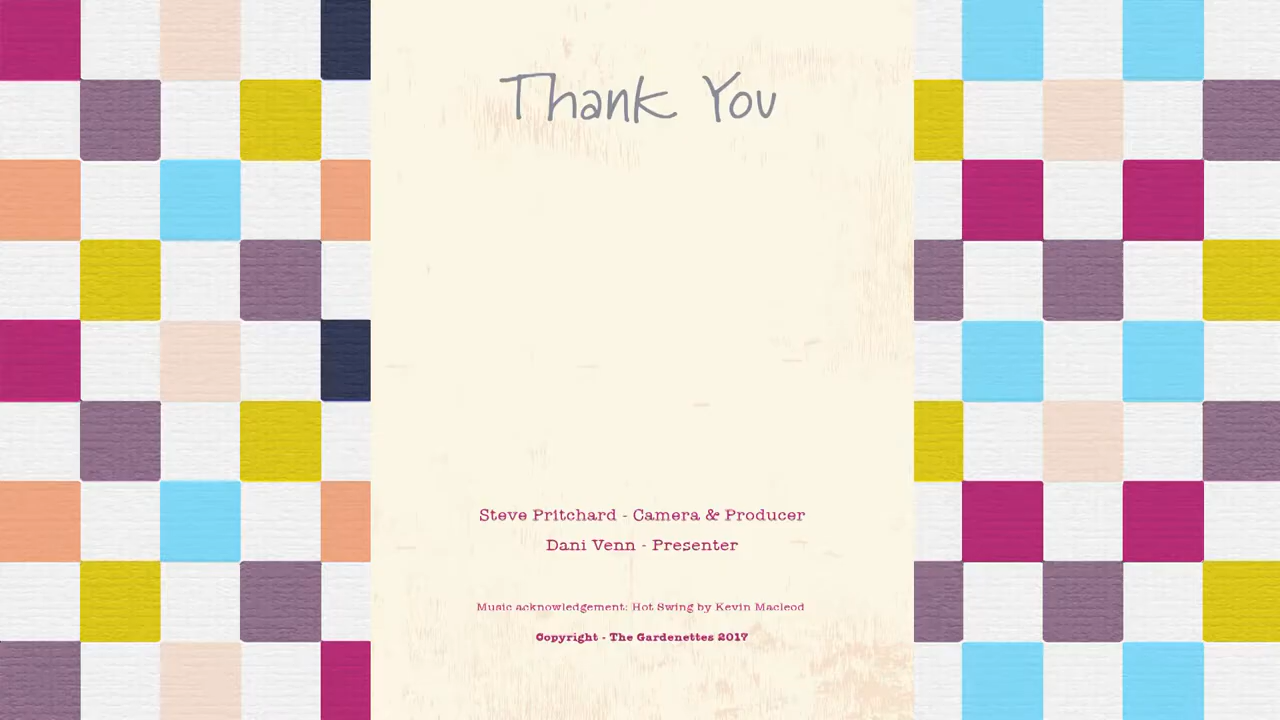 Thank You
Steve Pritchard - Camera & Producer
Dani Venn - Presenter
Music acknowledgement: Hot Swing by Kevin Macleod
Copyright - The Gardenettes 2017